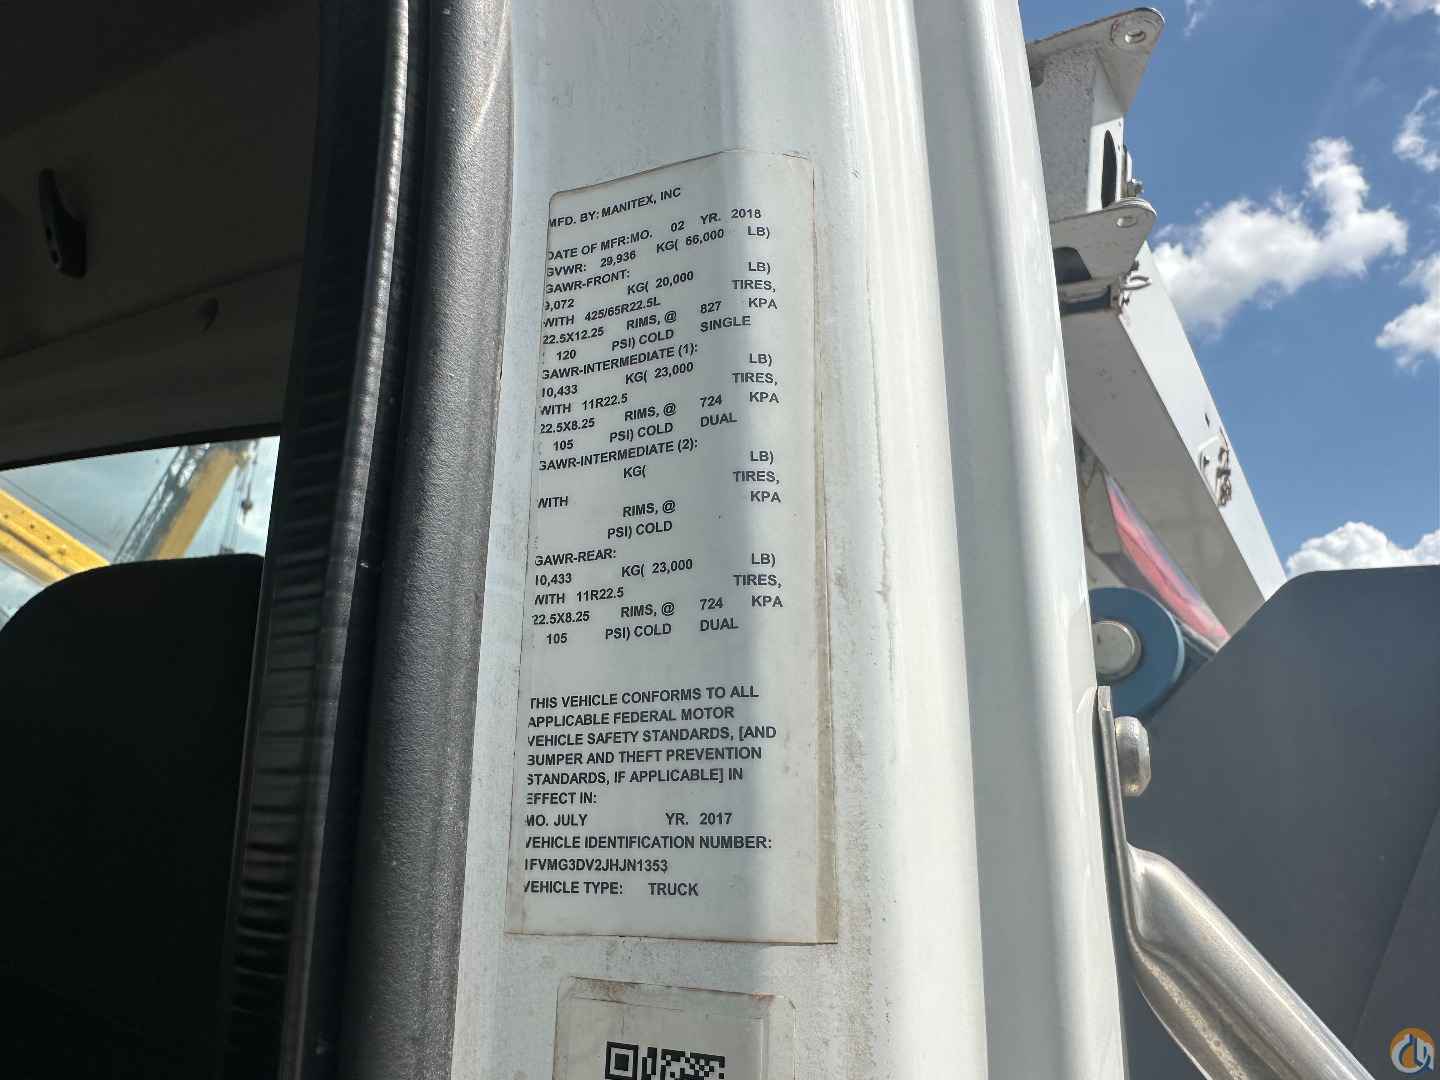 MFD. BY: MANITEX, INC
DATE OF MFR:MO. 02 YR. 2018
GVWR: 29,936 KG( 66,000 LB)
GAWR-FRONT:
9,072 KG( 20,000 LB)
WITH 425/65R22.5L TIRES,
22.5X12.25 RIMS, @ 827 KPA
( 120 PSI) COLD SINGLE
GAWR-INTERMEDIATE (1):
10,433 KG( 23,000 LB)
WITH 11R22.5 TIRES,
22.5X8.25 RIMS, @ 724 KPA
( 105 PSI) COLD DUAL
GAWR-INTERMEDIATE (2):
KG( LB)
WITH TIRES,
RIMS, @ KPA
PSI) COLD
GAWR-REAR:
10,433 KG( 23,000 LB)
WITH 11R22.5 TIRES,
22.5X8.25 RIMS, @ 724 KPA
( 105 PSI) COLD DUAL
THIS VEHICLE CONFORMS TO ALL
APPLICABLE FEDERAL MOTOR
VEHICLE SAFETY STANDARDS, [AND
BUMPER AND THEFT PREVENTION
STANDARDS, IF APPLICABLE] IN
EFFECT IN:
MO. JULY YR. 2017
VEHICLE IDENTIFICATION NUMBER:
1FVMG3DV2JHJN1353
VEHICLE TYPE: TRUCK